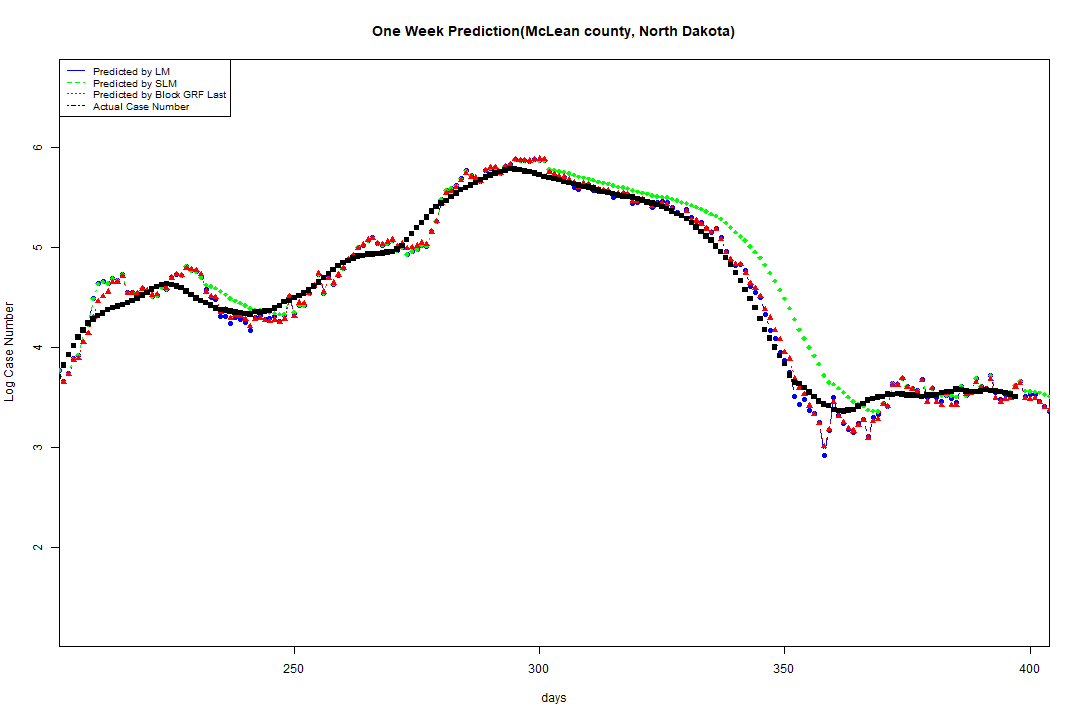 One Week Prediction(McLean county, North Dakota)
Predicted by LM
Predicted by SLM
Predicted by Block GRF Last
Actual Case Number
6
5
4
3
2
Log Case Number
250
300
350
400
days